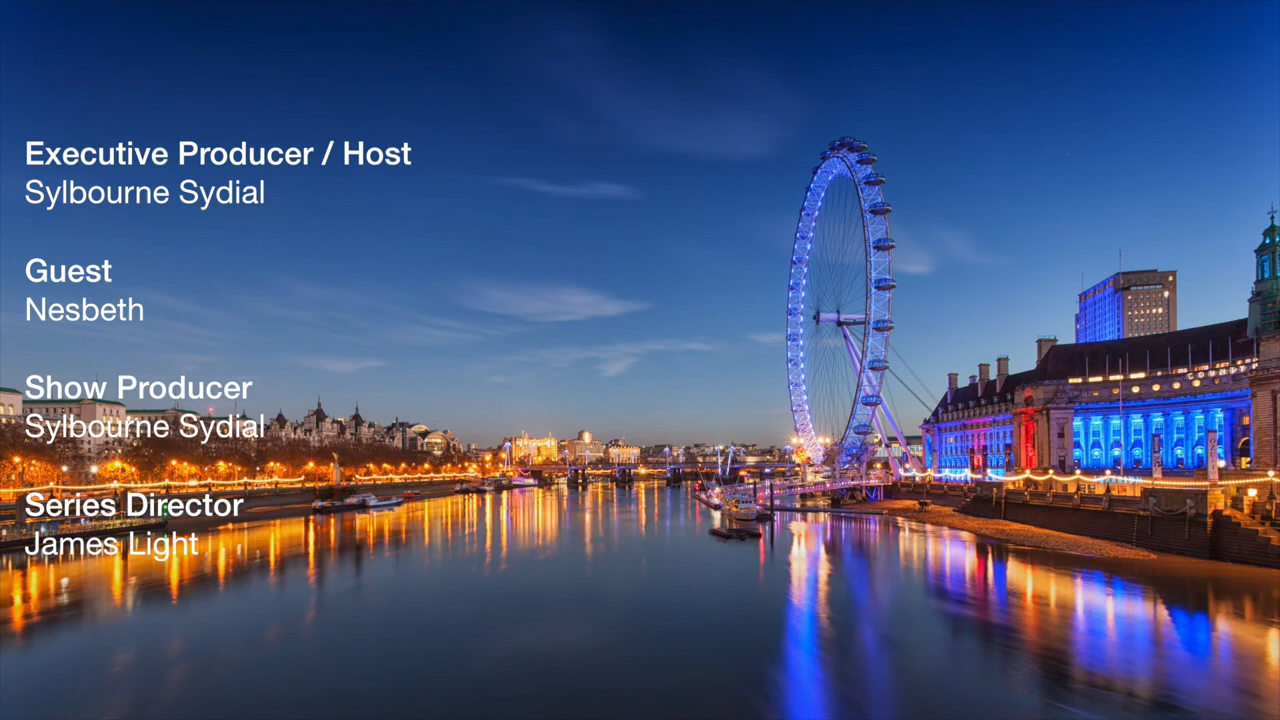 Executive Producer / Host
Sylbourne Sydial
Guest
Nesbeth
Show Producer
Sylbourne Sydial
Series Director
James Light